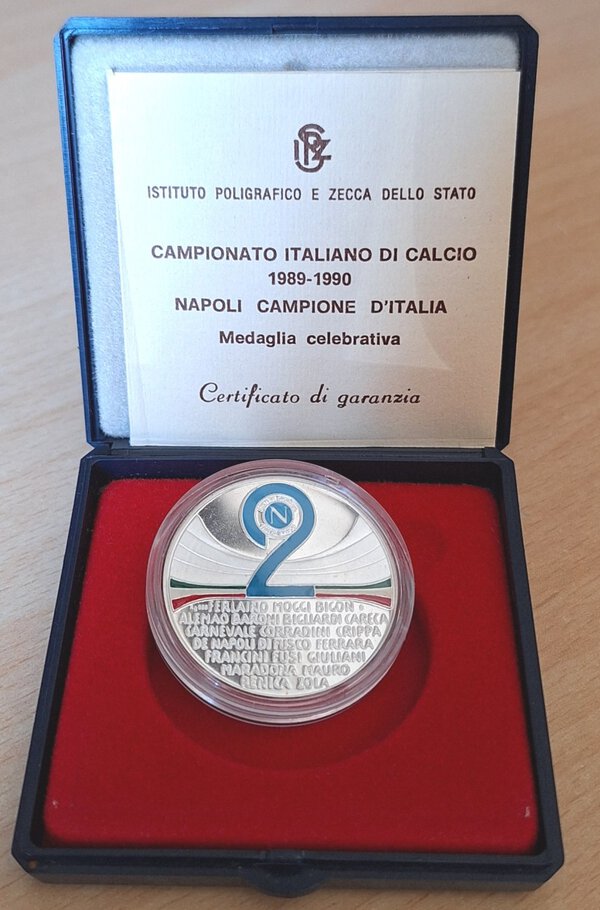 IPZS
ISTITUTO POLIGRAFICO E ZECCA DELLO STATO
CAMPIONATO ITALIANO DI CALCIO
1989-1990
NAPOLI CAMPIONE D'ITALIA
Medaglia celebrativa
Certificato di garanzia
N
2
FERLAINO MOGGI BIGON
ALEMAO BARONI BIGLIARDI CARECA
CARNEVALE CORRADINI CRIPPA
DE NAPOLI DI FUSCO FERRARA
FRANCINI FUSI GIULIANI
MARADONA MAURO
RENICA ZOLA